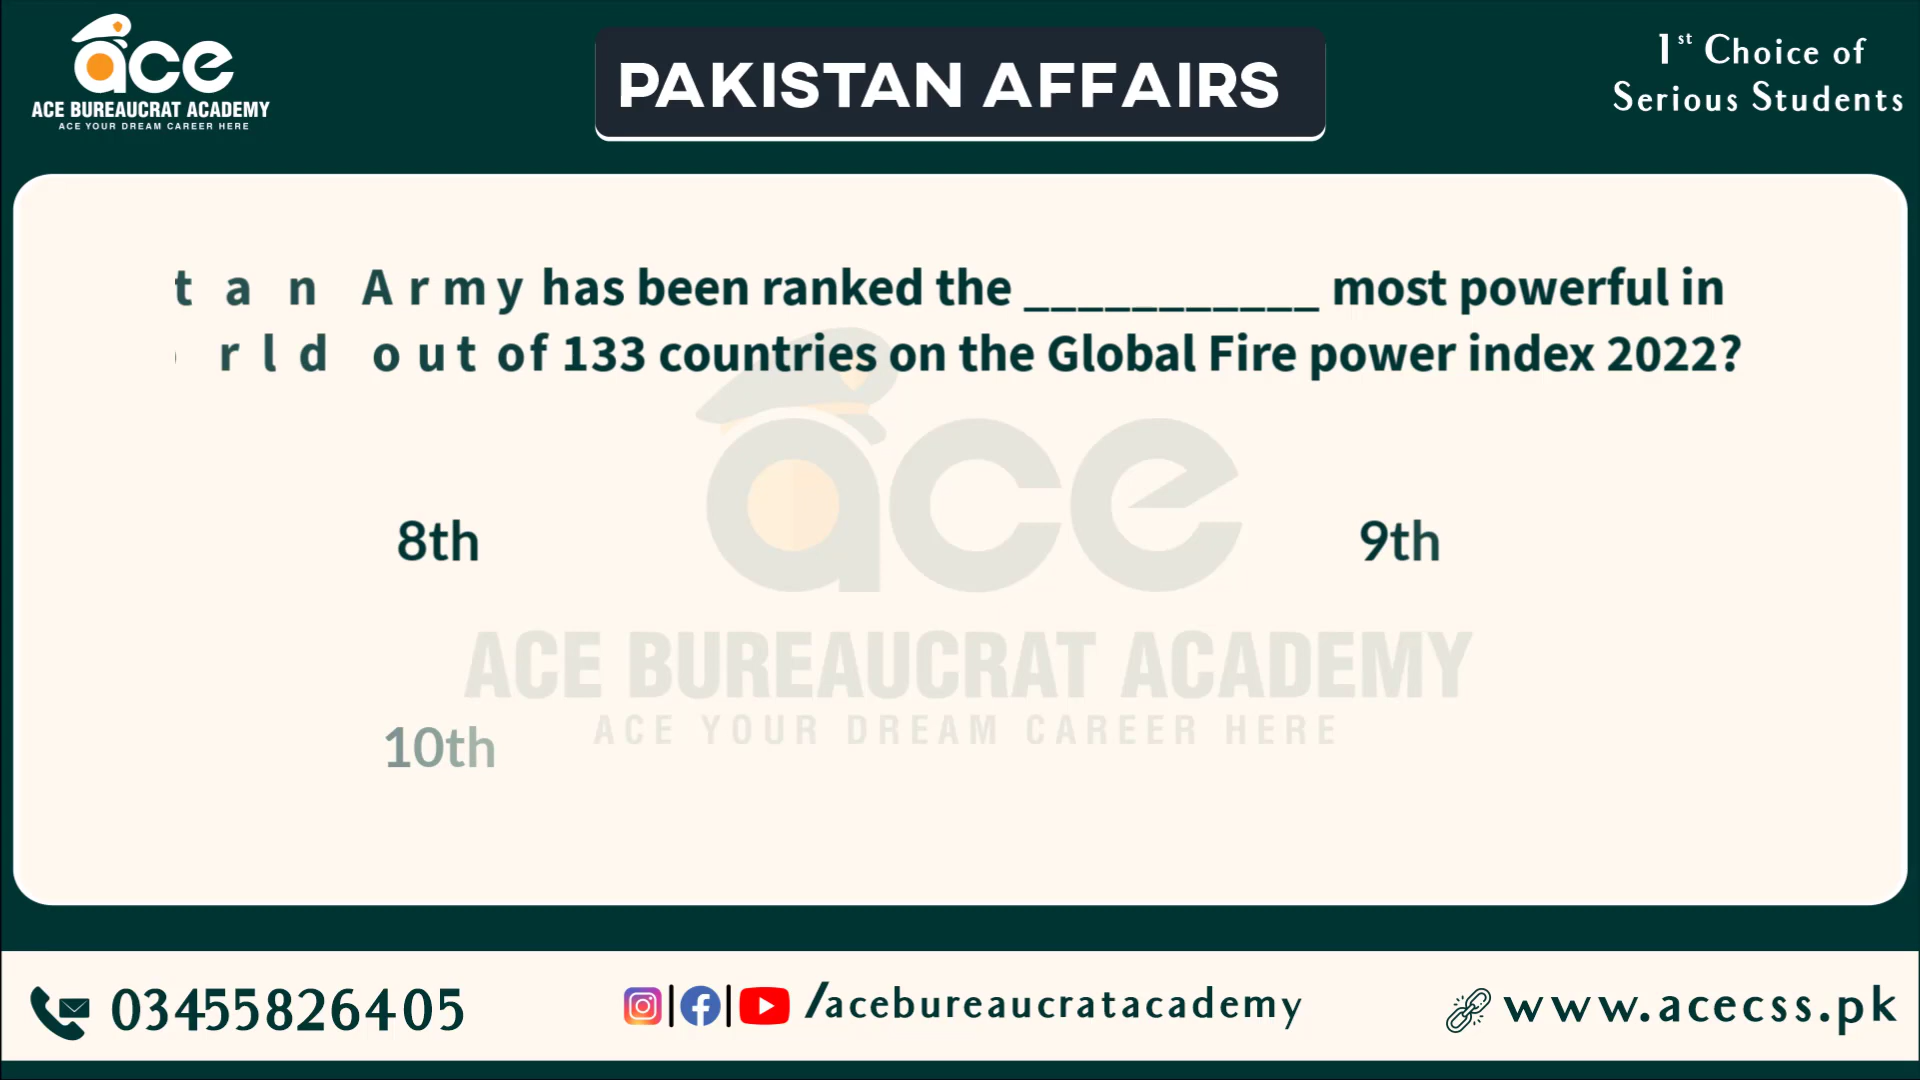 ace
ACE BUREAUCRAT ACADEMY
ACE YOUR DREAM CAREER HERE
PAKISTAN AFFAIRS
1st Choice of
Serious Students
tan Army has been ranked the ___________ most powerful in
rld out of 133 countries on the Global Fire power index 2022?
ace
ACE BUREAUCRAT ACADEMY
ACE YOUR DREAM CAREER HERE
8th
9th
10th
03455826405
/acebureaucratacademy
www.acecss.pk